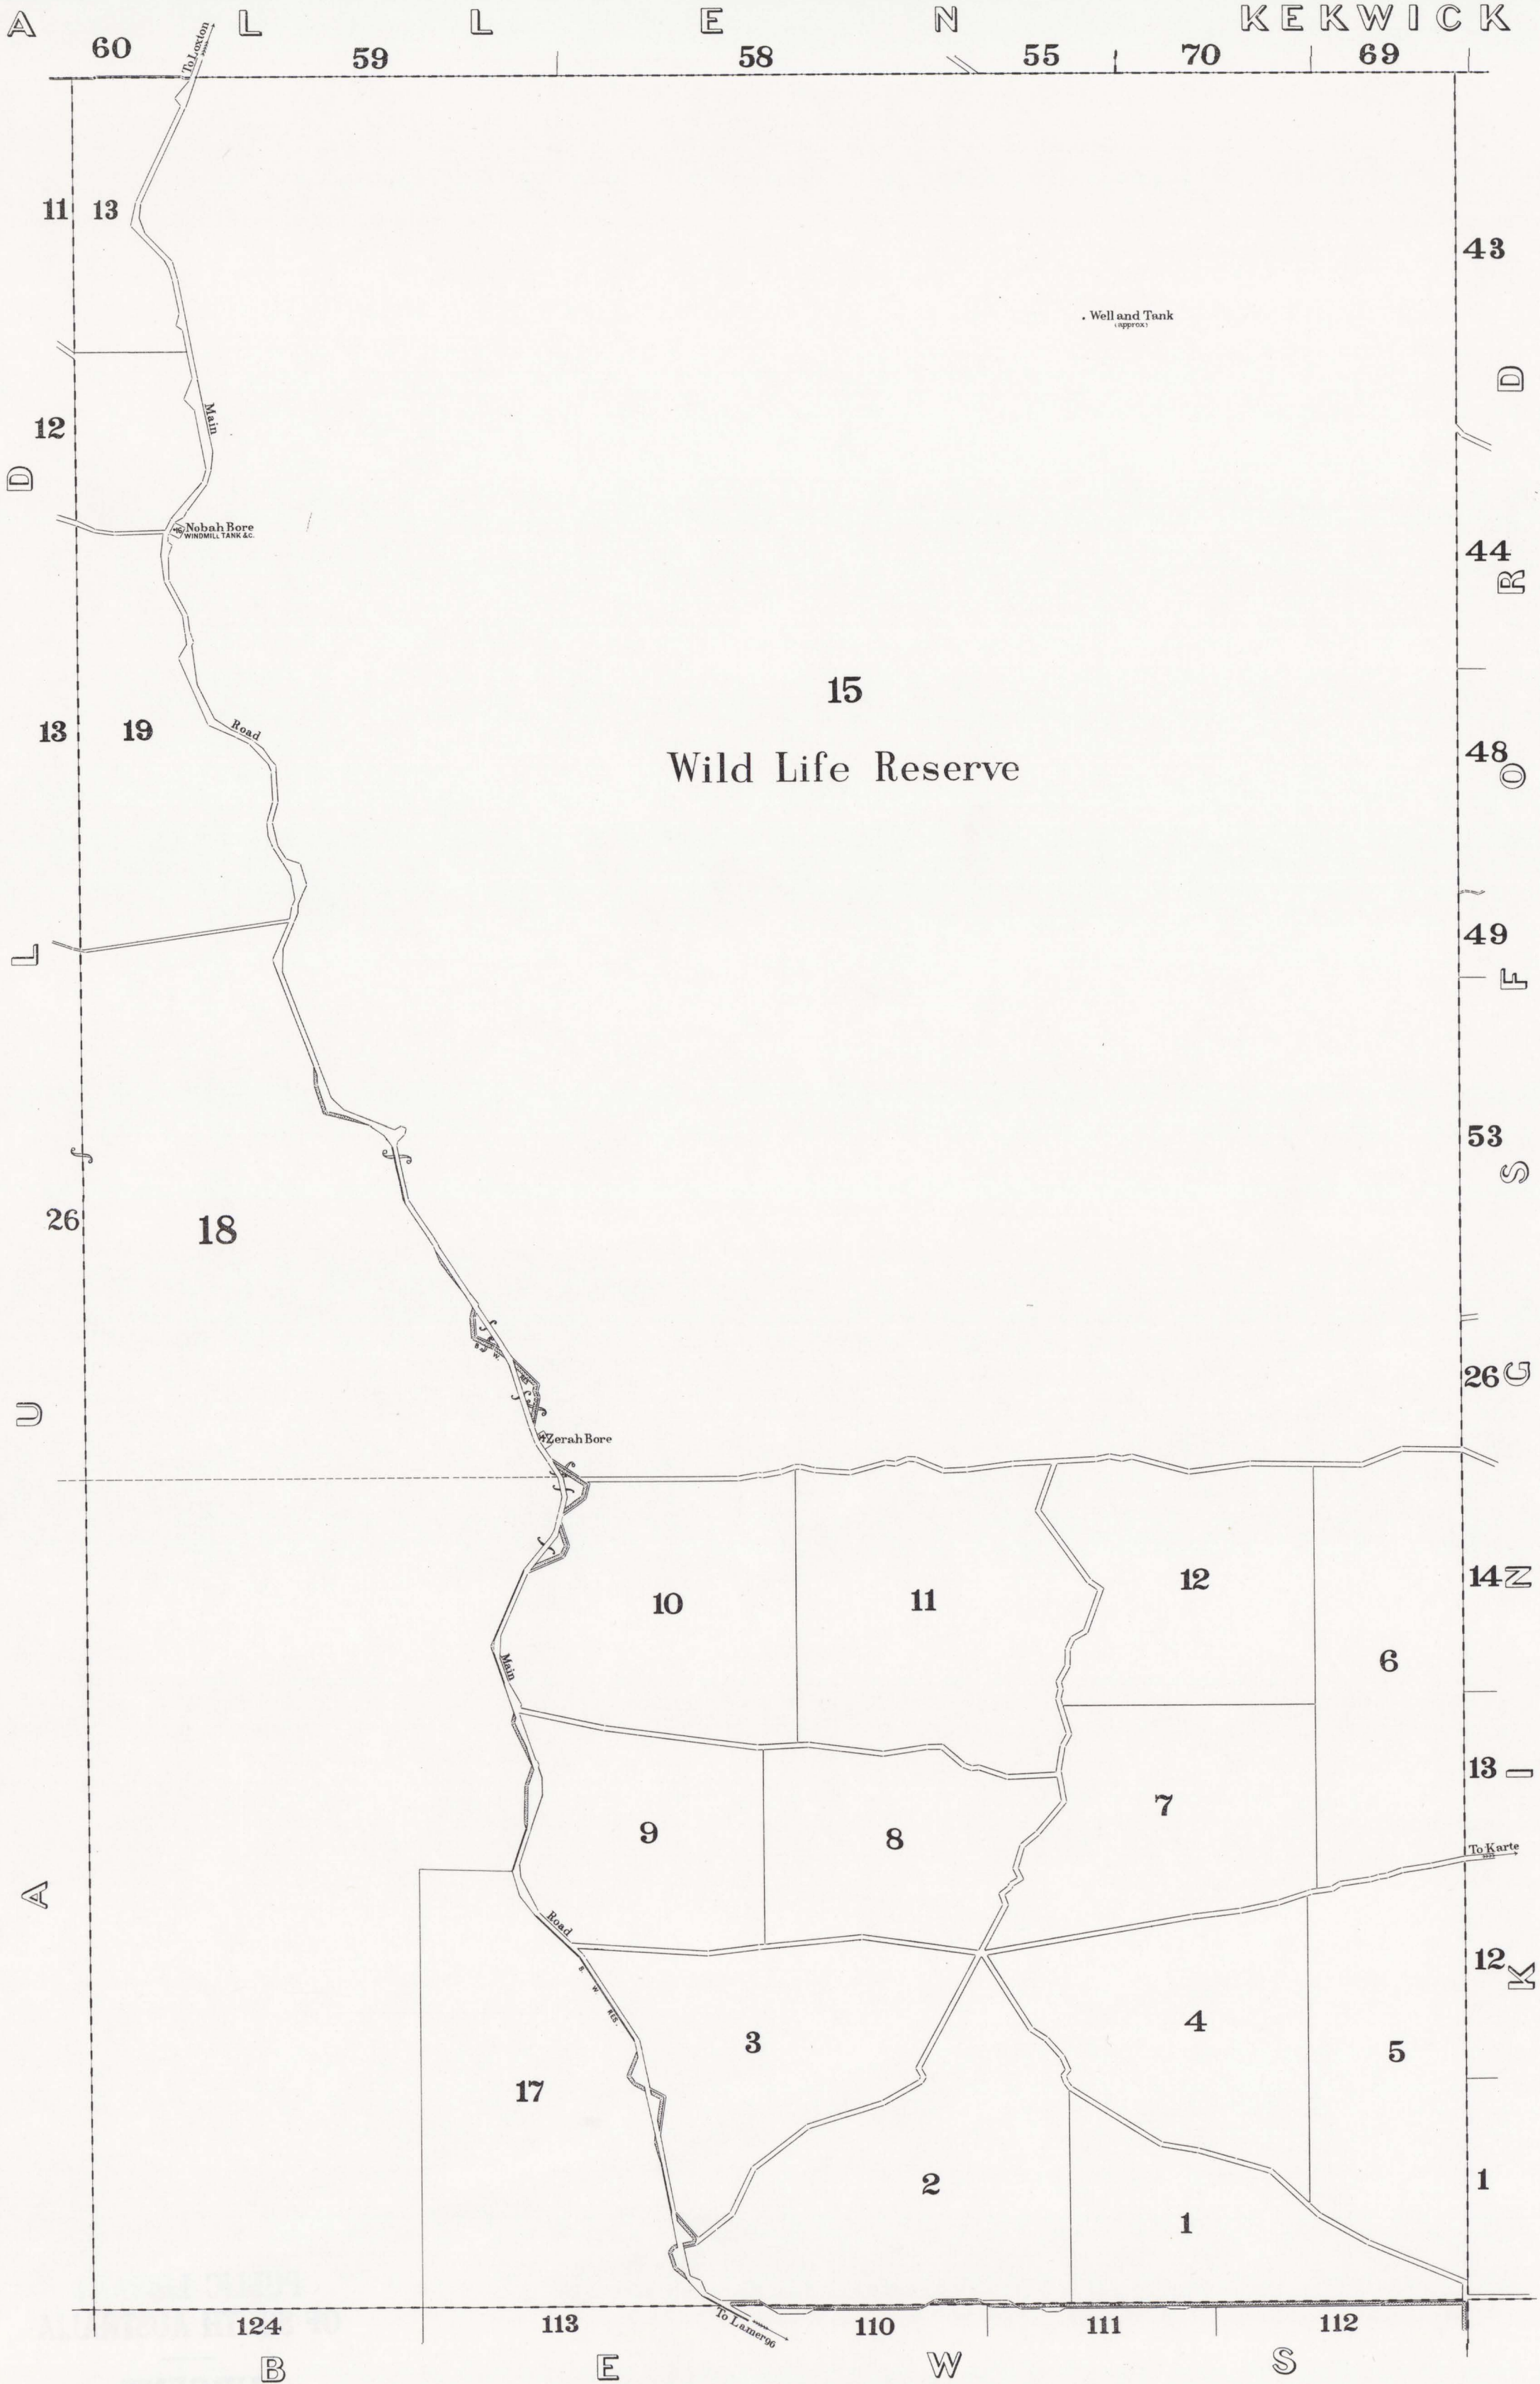 A L L E N KEKWICK
60 59 58 55 70 69
To Loxton
11 13
43
Well and Tank
(approx)
D
12
Main
D
Nobah Bore
WINDMILL TANK &C.
44
R
15
13 19
Road
Wild Life Reserve
48
O
49
L
F
53
S
26
18
26
G
U
B. W.
RES
Zerah Bore
14
N
10 11 12
6
Main
13
I
7
9 8
To Karte
A
Road
12
K
B. W. RES.
3 4 5
17
2 1
1
To Lameroo
124 113 110 111 112
B E W S